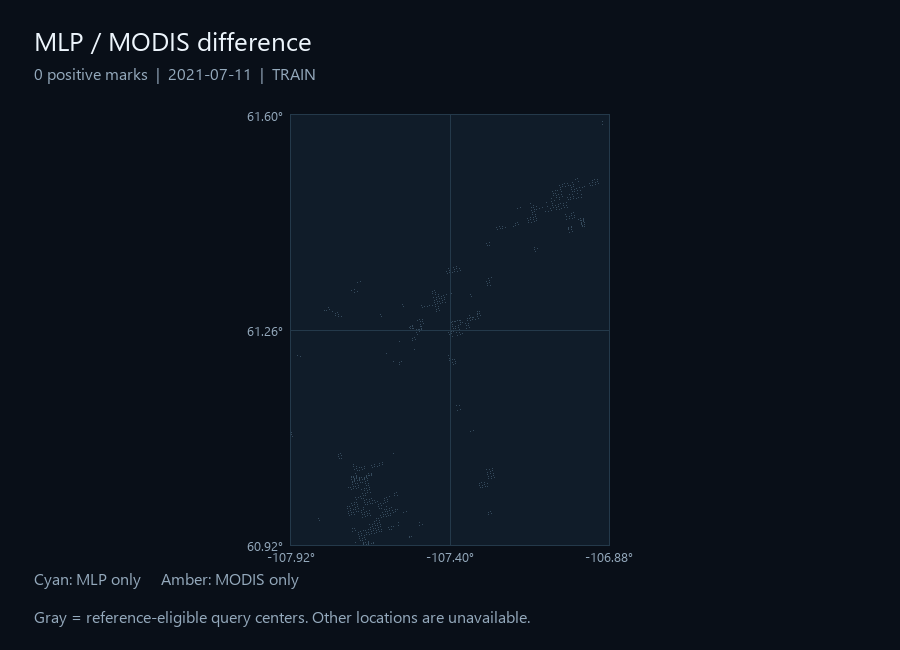 MLP / MODIS difference
0 positive marks | 2021-07-11 | TRAIN
61.60°
61.26°
60.92°
-107.92° -107.40° -106.88°
Cyan: MLP only Amber: MODIS only
Gray = reference-eligible query centers. Other locations are unavailable.